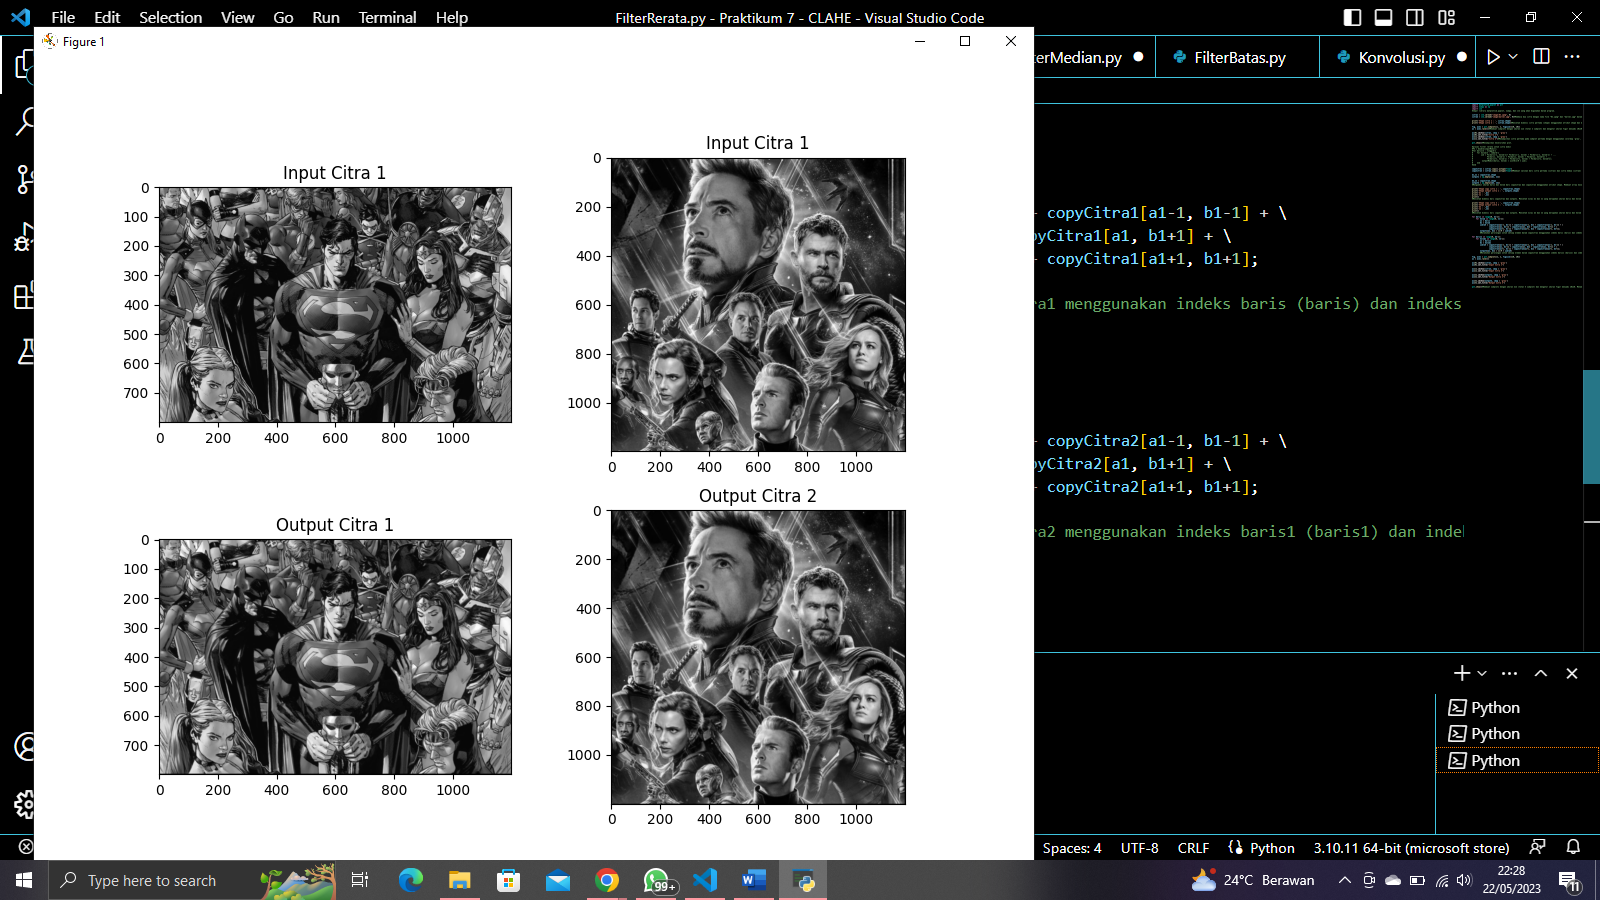 File Edit Selection View Go Run Terminal Help
FilterRerata.py - Praktikum 7 - CLAHE - Visual Studio Code
Figure 1
erMedian.py
FilterBatas.py
Konvolusi.py
Input Citra 1
0
100
200
300
400
500
600
700
0 200 400 600 800 1000
Input Citra 1
0
200
400
600
800
1000
0 200 400 600 800 1000
Output Citra 1
0
100
200
300
400
500
600
700
0 200 400 600 800 1000
Output Citra 2
0
200
400
600
800
1000
0 200 400 600 800 1000
copyCitra1[a1-1, b1-1] + \
yCitra1[a1, b1+1] + \
copyCitra1[a1+1, b1+1];
a1 menggunakan indeks baris (baris) dan indeks
copyCitra2[a1-1, b1-1] + \
yCitra2[a1, b1+1] + \
copyCitra2[a1+1, b1+1];
a2 menggunakan indeks baris1 (baris1) dan indek
Python
Python
Python
Spaces: 4 UTF-8 CRLF Python 3.10.11 64-bit (microsoft store)
Type here to search
99+
24°C Berawan
22:28
22/05/2023
11